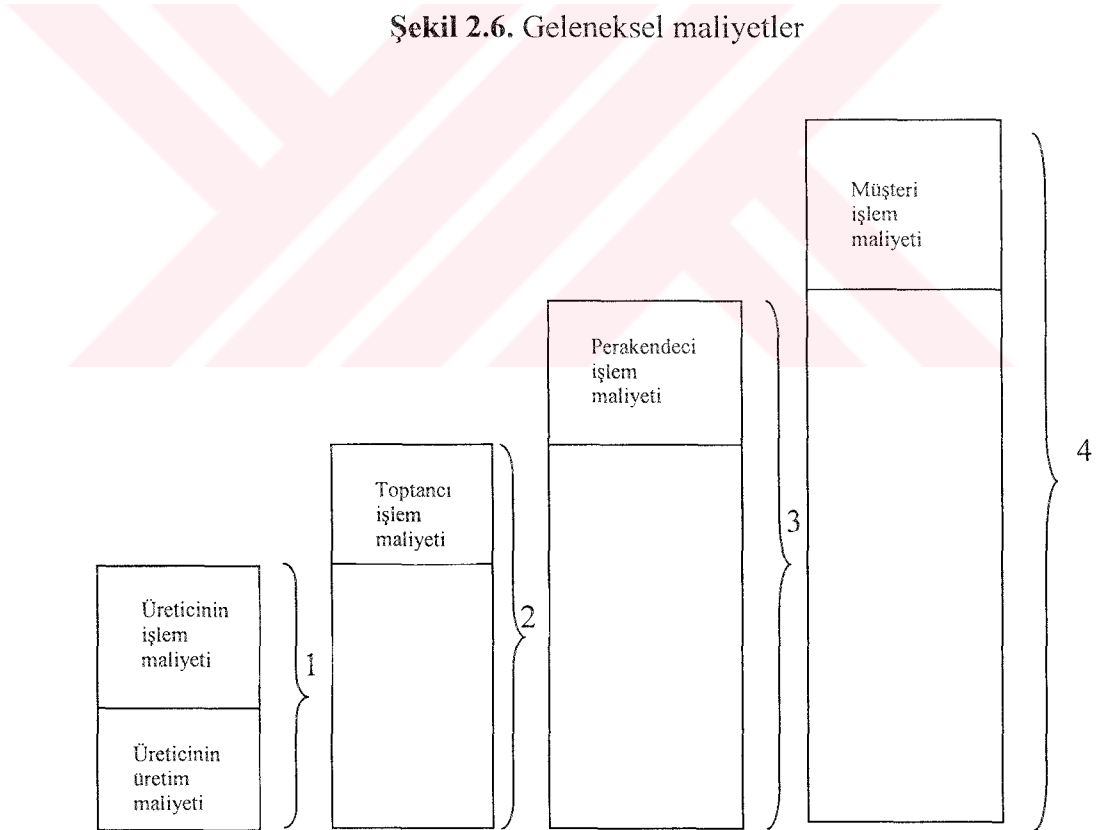 Şekil 2.6. Geleneksel maliyetler
Müşteri
işlem
maliyeti
4
Perakendeci
işlem
maliyeti
3
Toptancı
işlem
maliyeti
2
Üreticinin
işlem
maliyeti
1
Üreticinin
üretim
maliyeti